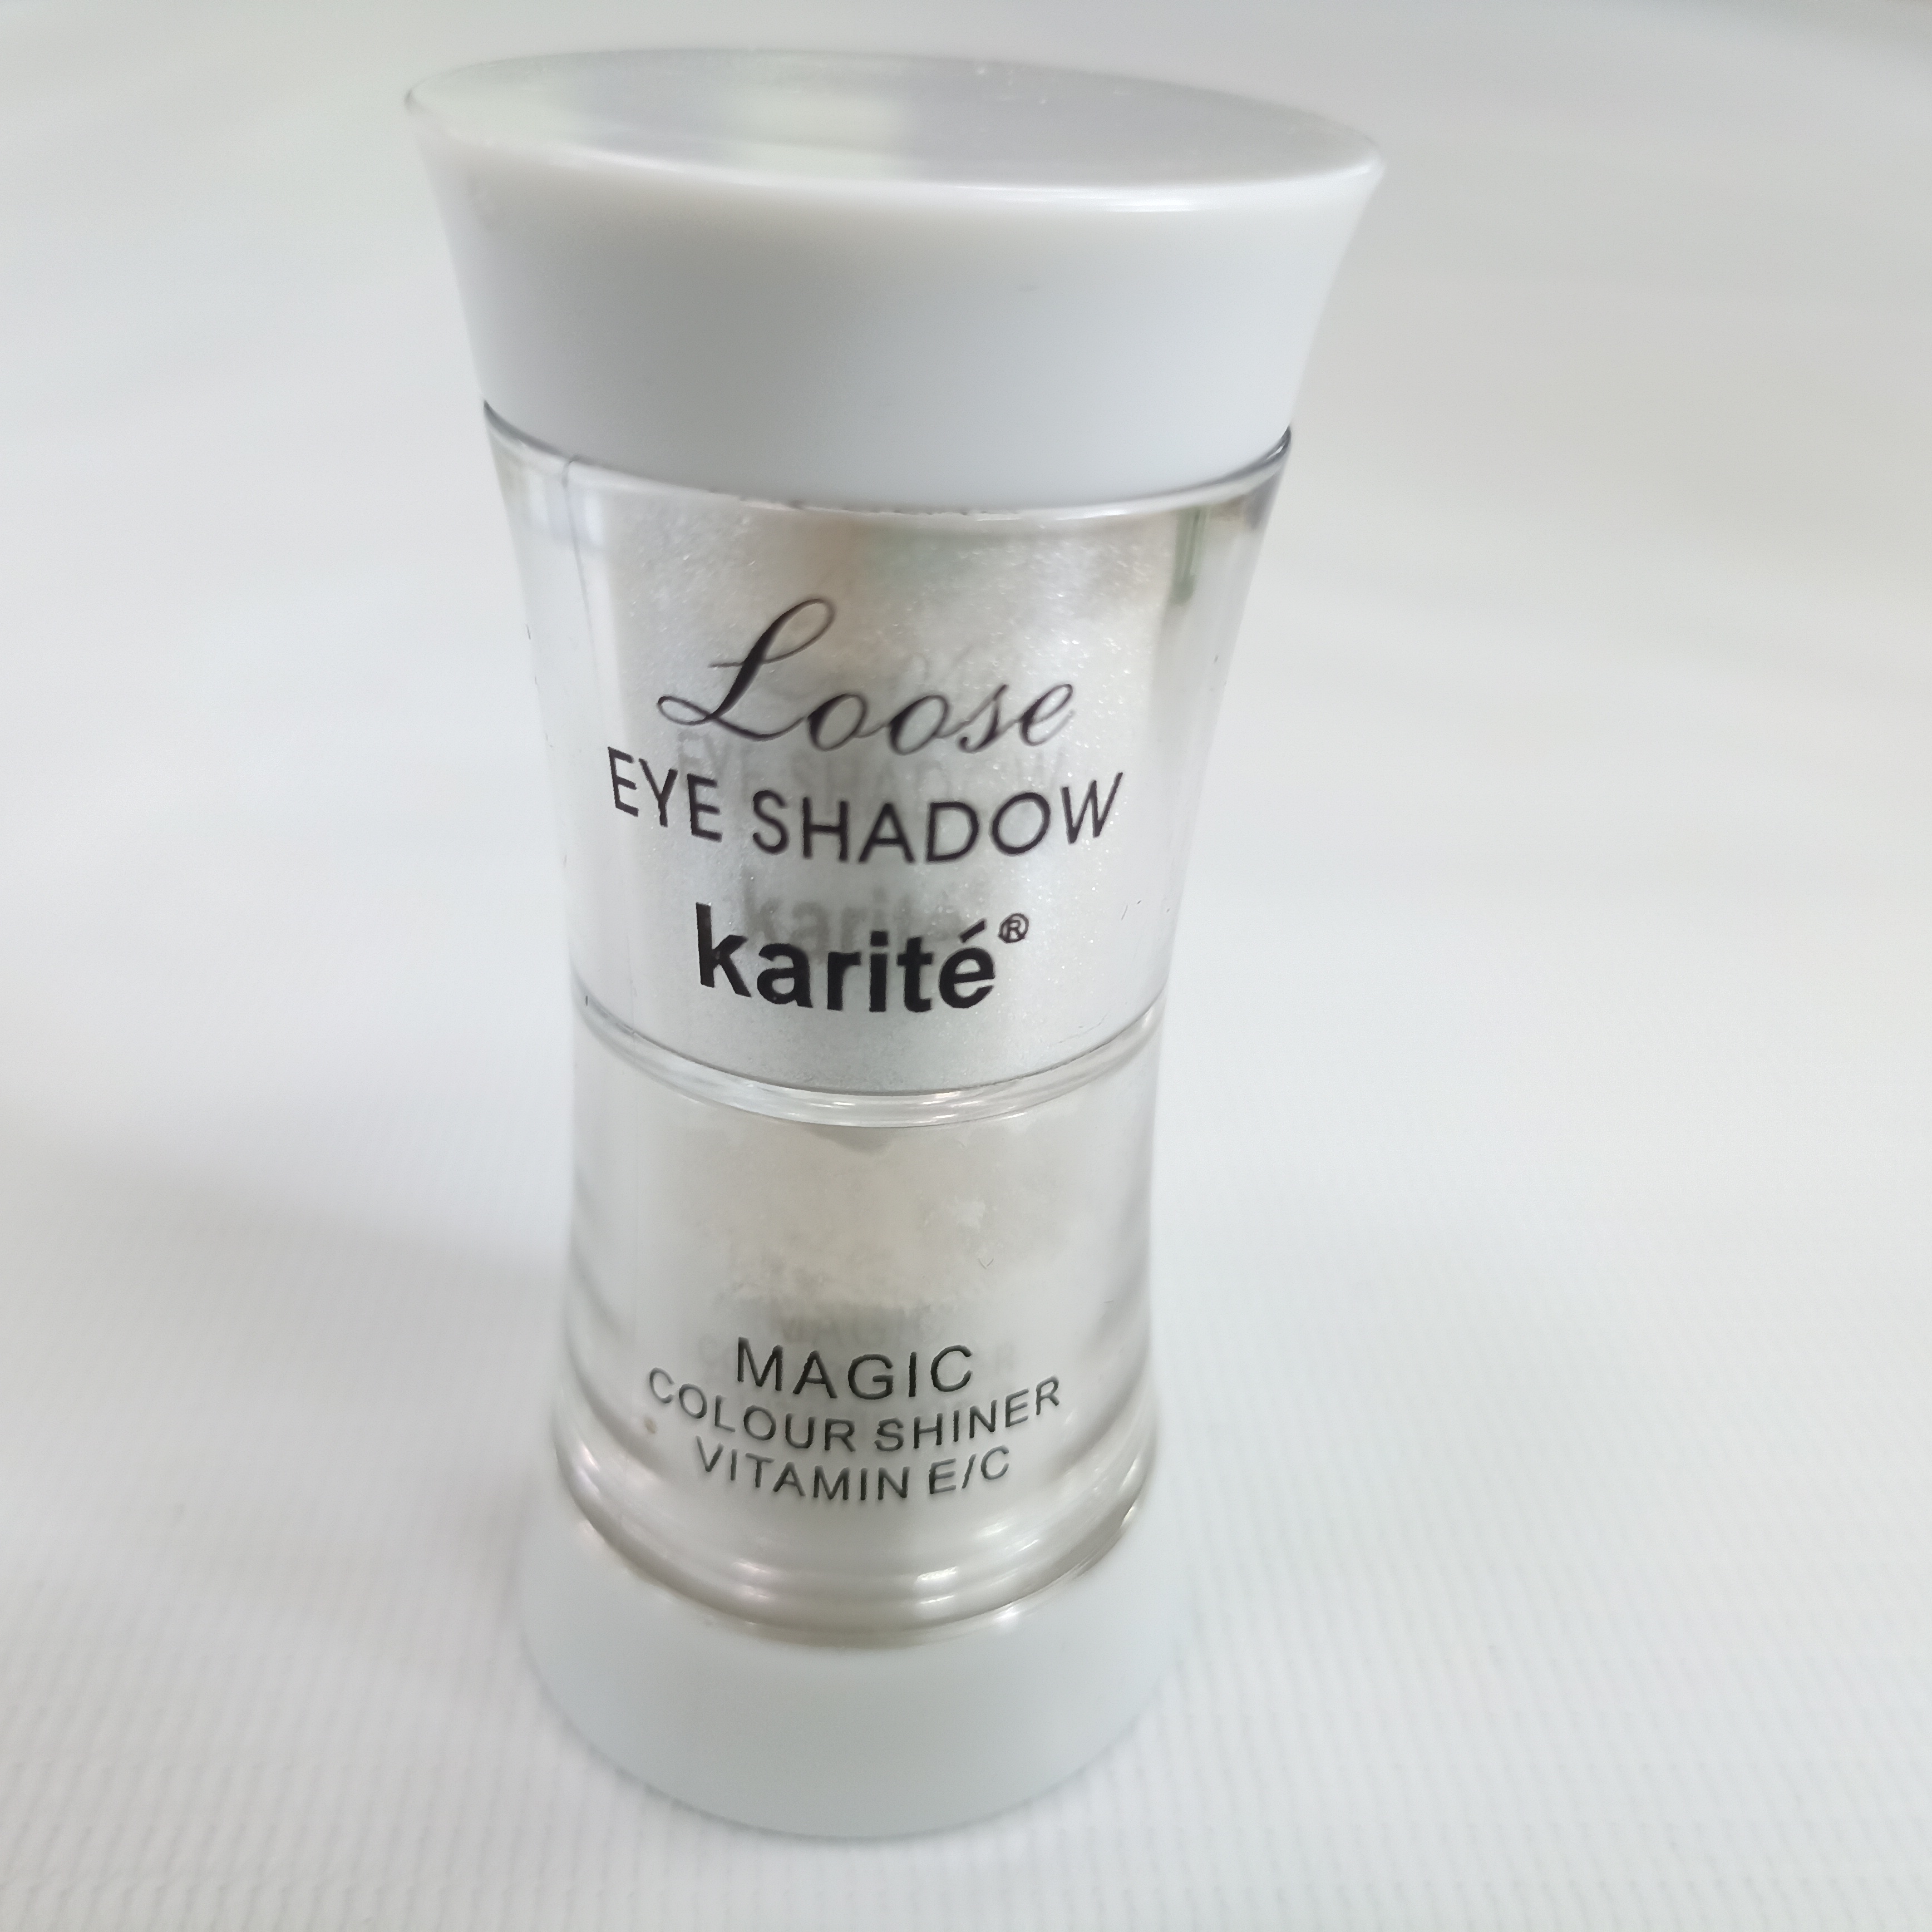 Loose
EYE SHADOW
karité®
MAGIC
COLOUR SHINER
VITAMIN E/C